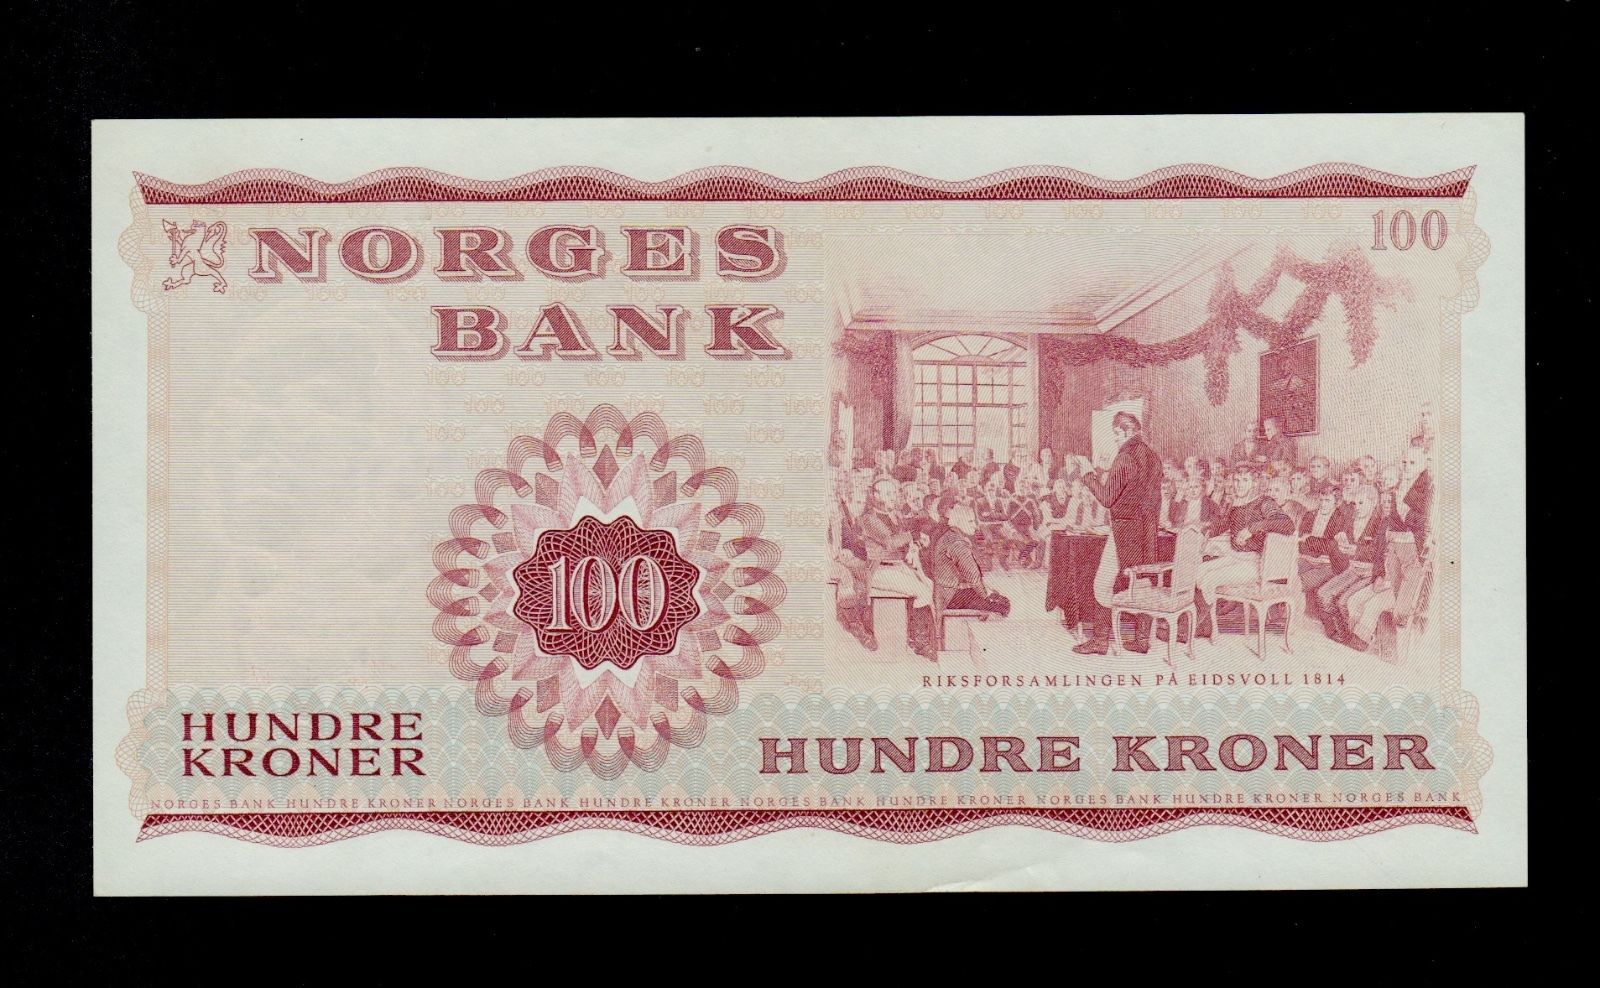 NORGES
BANK
100
100
RIKSFORSAMLINGEN PÅ EIDSVOLL 1814
HUNDRE
KRONER
HUNDRE KRONER
NORGES BANK HUNDRE KRONER NORGES BANK HUNDRE KRONER NORGES BANK HUNDRE KRONER NORGES BANK HUNDRE KRONER NORGES BANK